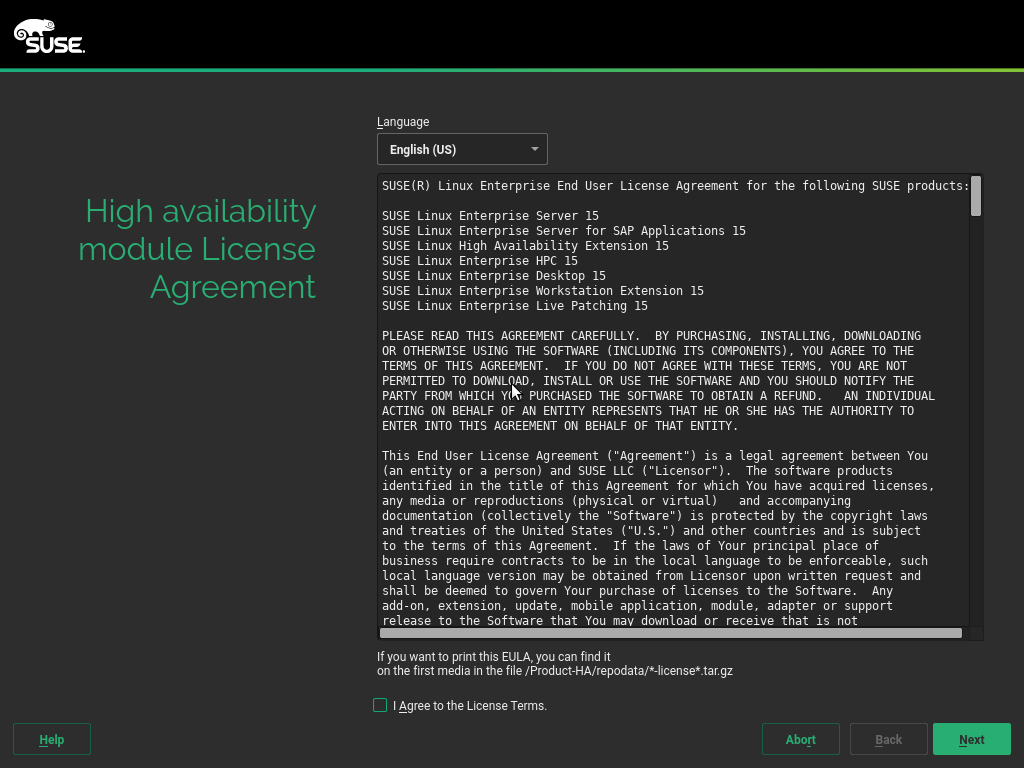 SUSE.
High availability
module License
Agreement
Language
English (US)
SUSE(R) Linux Enterprise End User License Agreement for the following SUSE products:
SUSE Linux Enterprise Server 15
SUSE Linux Enterprise Server for SAP Applications 15
SUSE Linux High Availability Extension 15
SUSE Linux Enterprise HPC 15
SUSE Linux Enterprise Desktop 15
SUSE Linux Enterprise Workstation Extension 15
SUSE Linux Enterprise Live Patching 15
PLEASE READ THIS AGREEMENT CAREFULLY.  BY PURCHASING, INSTALLING, DOWNLOADING
OR OTHERWISE USING THE SOFTWARE (INCLUDING ITS COMPONENTS), YOU AGREE TO THE
TERMS OF THIS AGREEMENT.  IF YOU DO NOT AGREE WITH THESE TERMS, YOU ARE NOT
PERMITTED TO DOWNLOAD, INSTALL OR USE THE SOFTWARE AND YOU SHOULD NOTIFY THE
PARTY FROM WHICH YOU PURCHASED THE SOFTWARE TO OBTAIN A REFUND.   AN INDIVIDUAL
ACTING ON BEHALF OF AN ENTITY REPRESENTS THAT HE OR SHE HAS THE AUTHORITY TO
ENTER INTO THIS AGREEMENT ON BEHALF OF THAT ENTITY.
This End User License Agreement ("Agreement") is a legal agreement between You
(an entity or a person) and SUSE LLC ("Licensor").  The software products
identified in the title of this Agreement for which You have acquired licenses,
any media or reproductions (physical or virtual)   and accompanying
documentation (collectively the "Software") is protected by the copyright laws
and treaties of the United States ("U.S.") and other countries and is subject
to the terms of this Agreement.  If the laws of Your principal place of
business require contracts to be in the local language to be enforceable, such
local language version may be obtained from Licensor upon written request and
shall be deemed to govern Your purchase of licenses to the Software.  Any
add-on, extension, update, mobile application, module, adapter or support
release to the Software that You may download or receive that is not
If you want to print this EULA, you can find it
on the first media in the file /Product-HA/repodata/*-license*.tar.gz
I Agree to the License Terms.
Help
Abort
Back
Next